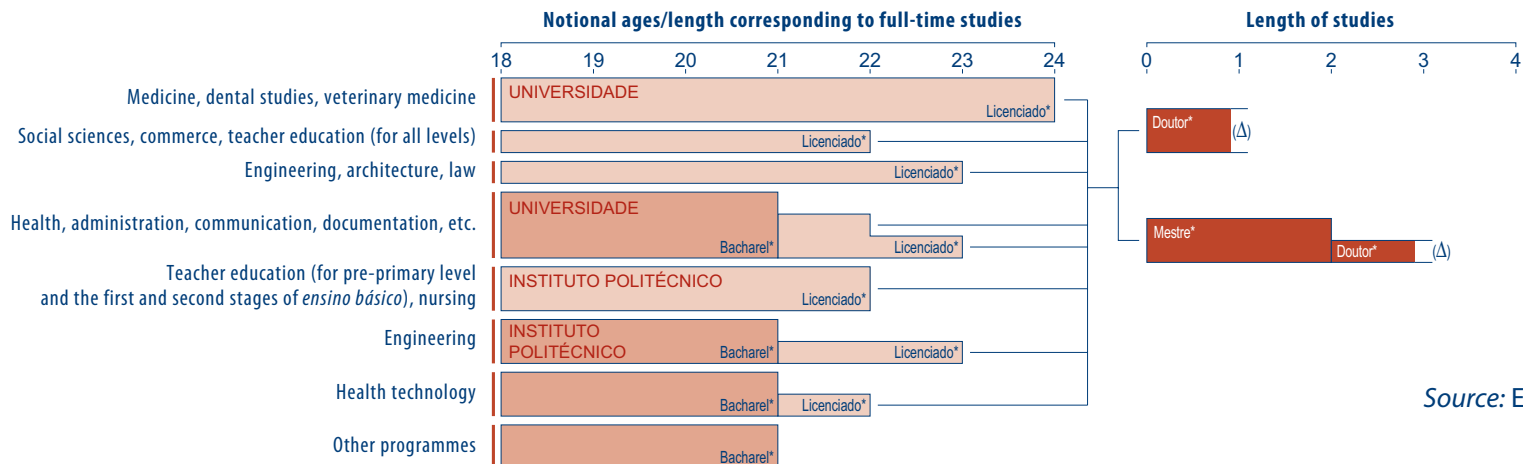 Notional ages/length corresponding to full-time studies
Length of studies
18 19 20 21 22 23 24
0 1 2 3 4
Medicine, dental studies, veterinary medicine
UNIVERSIDADE
Licenciado*
Social sciences, commerce, teacher education (for all levels)
Licenciado*
Engineering, architecture, law
Licenciado*
Health, administration, communication, documentation, etc.
UNIVERSIDADE
Bacharel*
Licenciado*
Teacher education (for pre-primary level
and the first and second stages of ensino básico), nursing
INSTITUTO POLITÉCNICO
Licenciado*
Engineering
INSTITUTO
POLITÉCNICO
Bacharel*
Licenciado*
Health technology
Bacharel*
Licenciado*
Other programmes
Bacharel*
Doutor*
(Δ)
Mestre*
Doutor*
(Δ)
Source: E